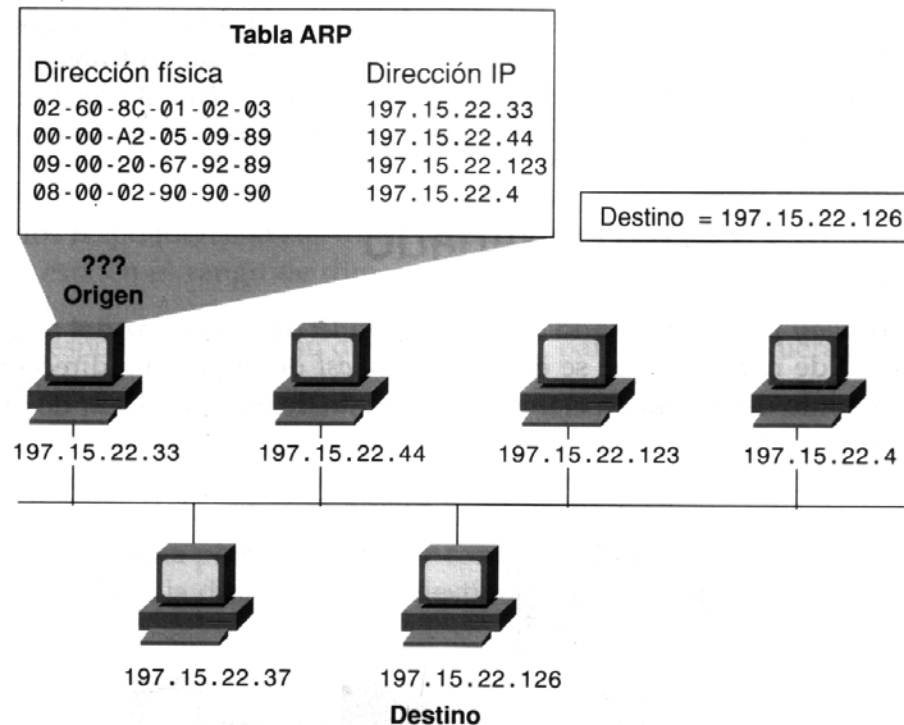 Tabla ARP
Dirección física Dirección IP
02-60-8C-01-02-03 197.15.22.33
00-00-A2-05-09-89 197.15.22.44
09-00-20-67-92-89 197.15.22.123
08-00-02-90-90-90 197.15.22.4
Destino = 197.15.22.126
???
Origen
197.15.22.33 197.15.22.44 197.15.22.123 197.15.22.4
197.15.22.37 197.15.22.126
Destino